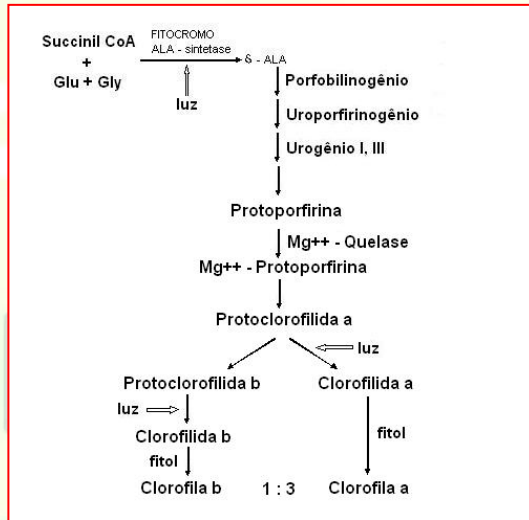 Succinil CoA
+
Glu + Gly
FITOCROMO
ALA - sintetase
luz
δ - ALA
Porfobilinogênio
Uroporfirinogênio
Urogênio I, III
Protoporfirina
Mg++ - Quelase
Mg++ - Protoporfirina
Protoclorofilida a
luz
Protoclorofilida b
Clorofilida a
luz
Clorofilida b
fitol
fitol
Clorofila b
1 : 3
Clorofila a